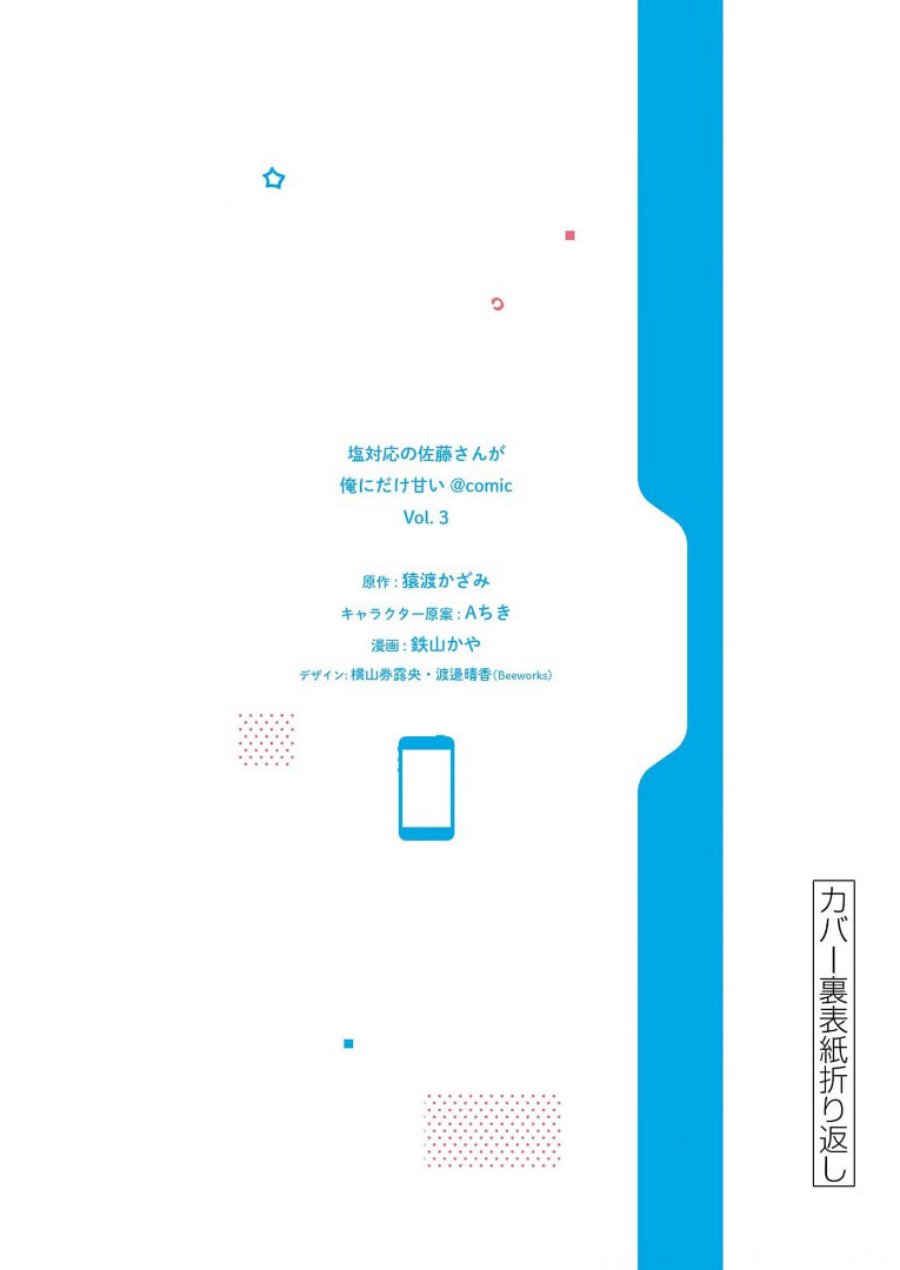 塩対応の佐藤さんが
俺にだけ甘い @comic
Vol. 3
原作 : 猿渡かざみ
キャラクター原案 : Aちき
漫画 : 鉄山かや
デザイン : 横山券露央・渡邊晴香(Beeworks)
カバー裏表紙折り返し